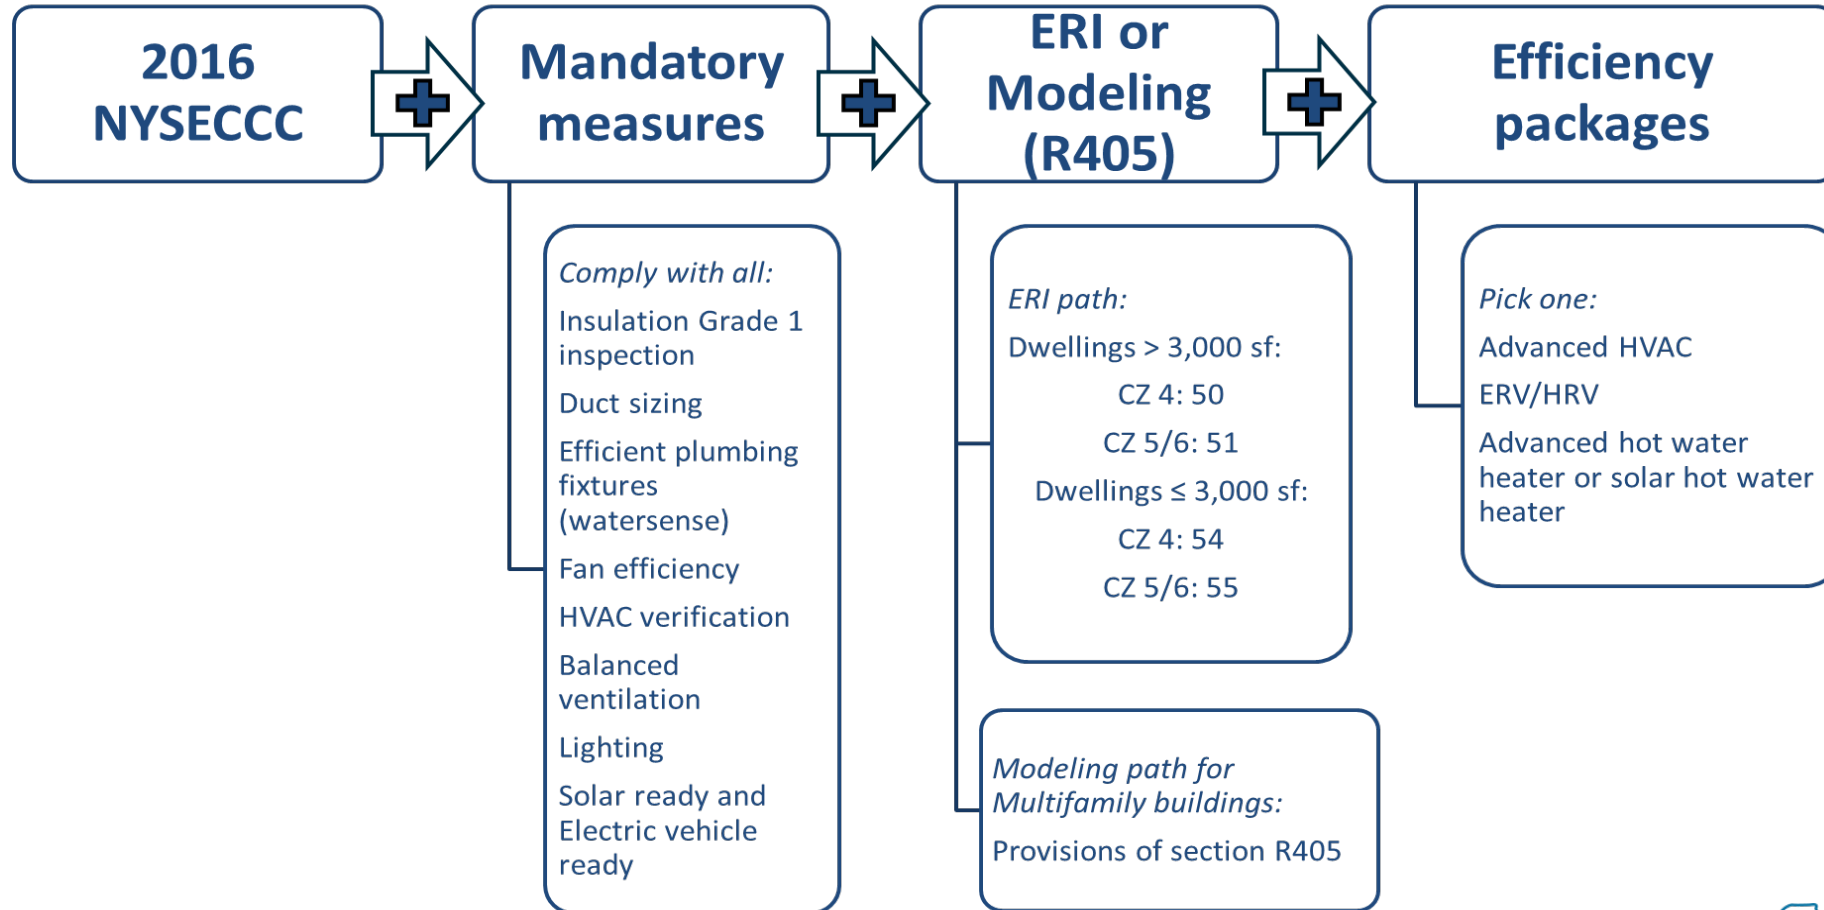 2016
NYSECCC
Mandatory
measures
ERI or
Modeling
(R405)
Efficiency
packages
Comply with all:
Insulation Grade 1
inspection
Duct sizing
Efficient plumbing
fixtures
(watersense)
Fan efficiency
HVAC verification
Balanced
ventilation
Lighting
Solar ready and
Electric vehicle
ready
ERI path:
Dwellings > 3,000 sf:
CZ 4: 50
CZ 5/6: 51
Dwellings ≤ 3,000 sf:
CZ 4: 54
CZ 5/6: 55
Modeling path for
Multifamily buildings:
Provisions of section R405
Pick one:
Advanced HVAC
ERV/HRV
Advanced hot water
heater or solar hot water
heater